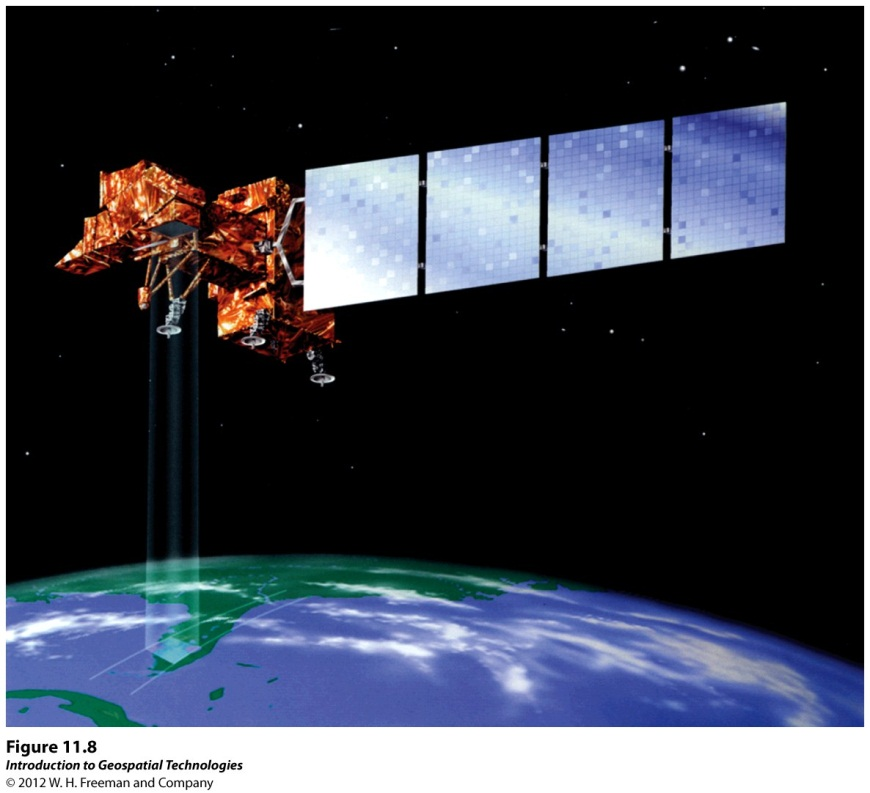 Figure 11.8
Introduction to Geospatial Technologies
© 2012 W. H. Freeman and Company